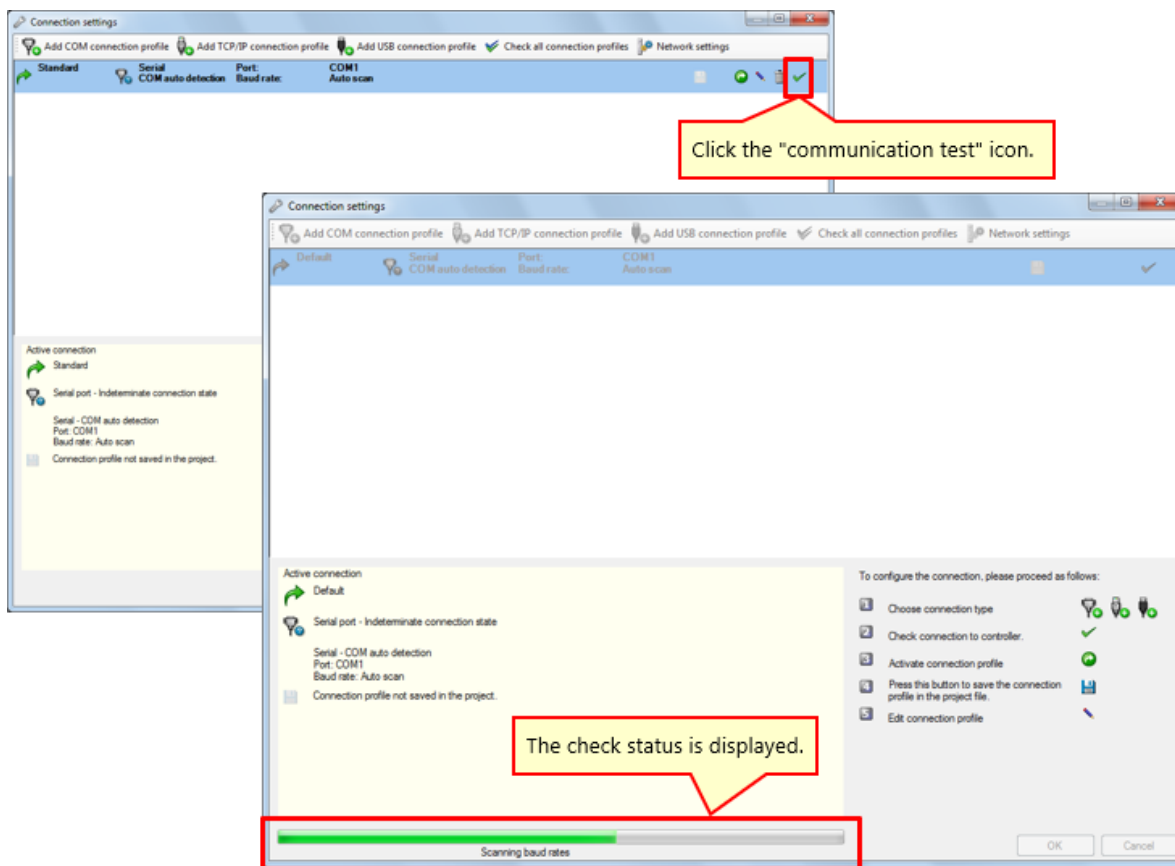 Connection settings
Add COM connection profile Add TCP/IP connection profile Add USB connection profile Check all connection profiles Network settings
Standard Serial Port: COM1
COM auto detection Baud rate: Auto scan
Click the "communication test" icon.
Active connection
Standard
Serial port - Indeterminate connection state
Serial - COM auto detection
Port: COM1
Baud rate: Auto scan
Connection profile not saved in the project.
Connection settings
Add COM connection profile Add TCP/IP connection profile Add USB connection profile Check all connection profiles Network settings
Default Serial Port: COM1
COM auto detection Baud rate: Auto scan
Active connection
Default
Serial port - Indeterminate connection state
Serial - COM auto detection
Port: COM1
Baud rate: Auto scan
Connection profile not saved in the project.
To configure the connection, please proceed as follows:
1 Choose connection type
2 Check connection to controller.
3 Activate connection profile
4 Press this button to save the connection
profile in the project file.
5 Edit connection profile
The check status is displayed.
Scanning baud rates
OK Cancel